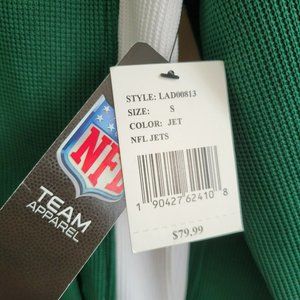 STYLE: LAD00813
SIZE: S
COLOR: JET
NFL JETS
1 90427 62410 8
$79.99
NFL
TEAM
APPAREL